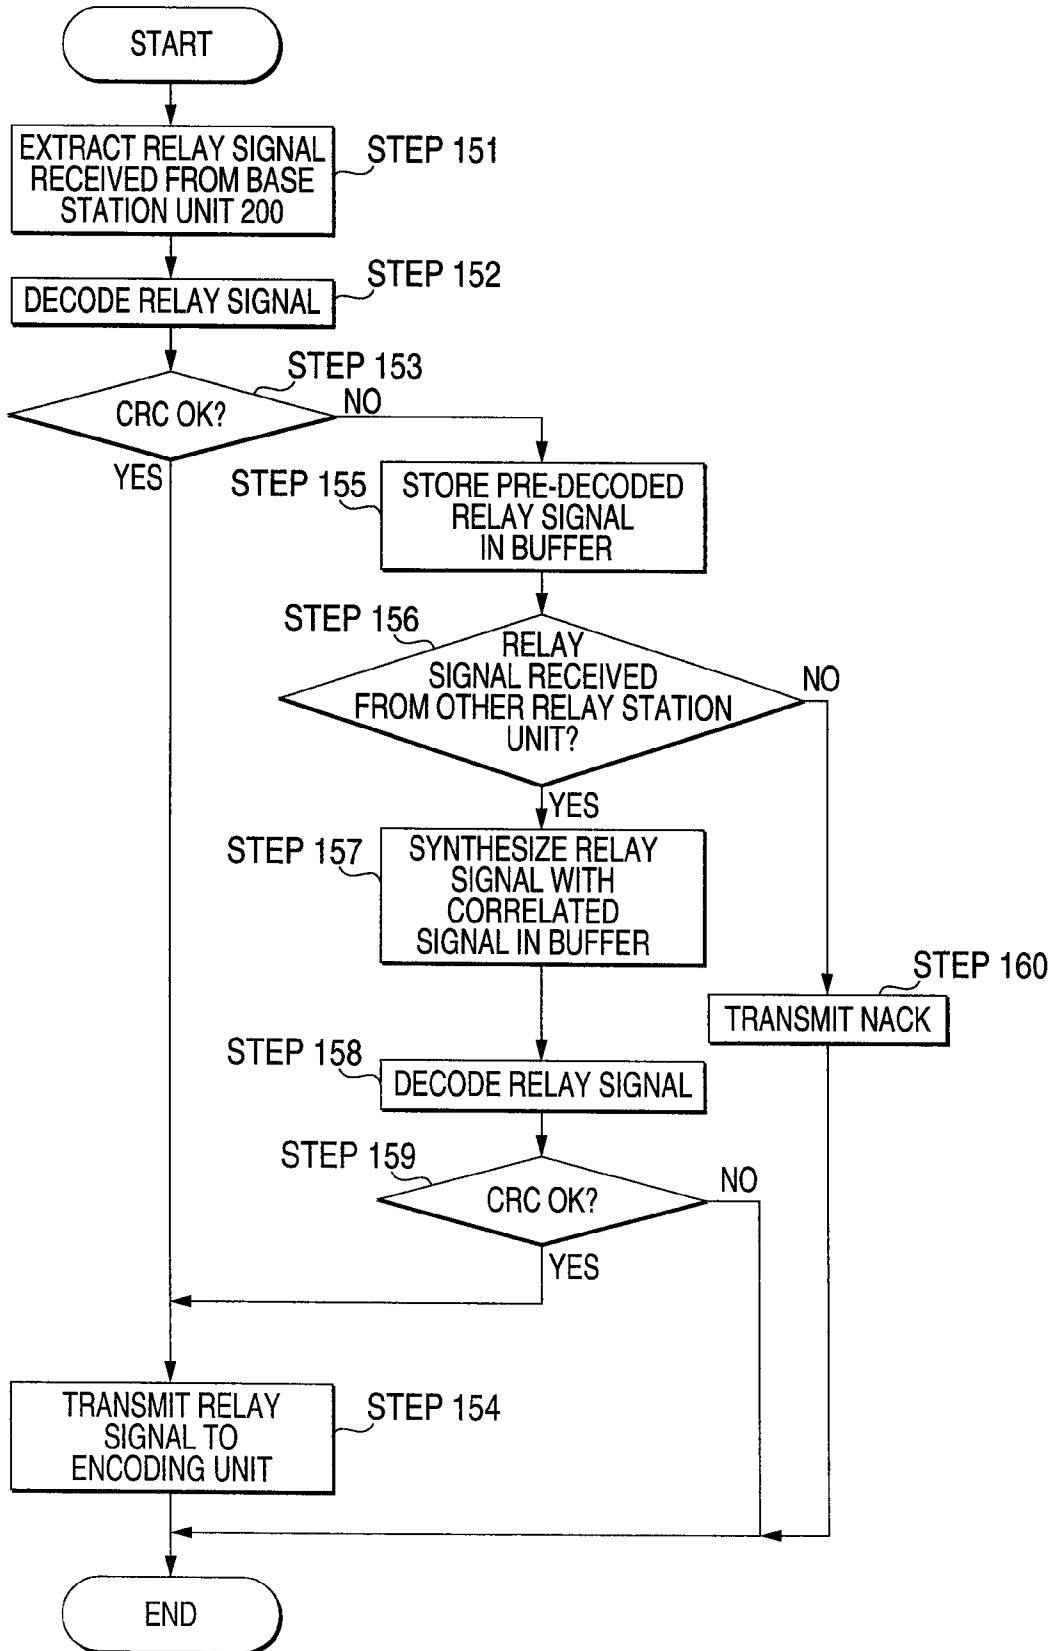 START
EXTRACT RELAY SIGNAL
RECEIVED FROM BASE
STATION UNIT 200
STEP 151
DECODE RELAY SIGNAL
STEP 152
STEP 153
CRC OK?
NO
YES
STEP 155
STORE PRE-DECODED
RELAY SIGNAL
IN BUFFER
STEP 156
RELAY
SIGNAL RECEIVED
FROM OTHER RELAY STATION
UNIT?
NO
YES
STEP 157
SYNTHESIZE RELAY
SIGNAL WITH
CORRELATED
SIGNAL IN BUFFER
STEP 160
TRANSMIT NACK
STEP 158
DECODE RELAY SIGNAL
STEP 159
CRC OK?
NO
YES
TRANSMIT RELAY
SIGNAL TO
ENCODING UNIT
STEP 154
END